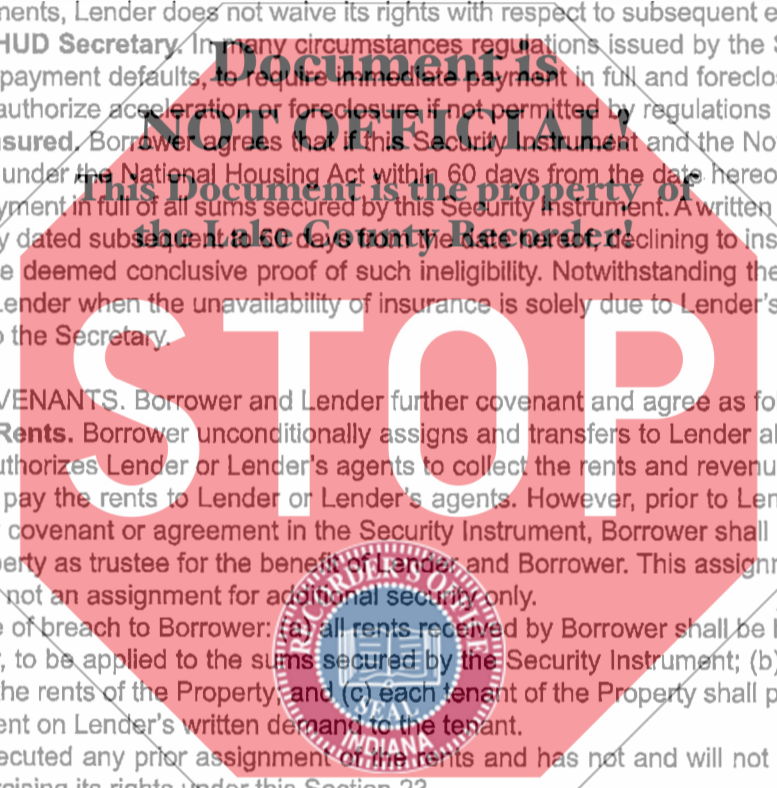 nents, Lender does not waive its rights with respect to subsequent e
HUD Secretary. In many circumstances regulations issued by the S
Document is
payment defaults, to require immediate payment in full and foreclo
authorize acceleration or foreclosure if not permitted by regulations
NOT OFFICIAL!
sured. Borrower agrees that if this Security Instrument and the No
under the National Housing Act within 60 days from the date hereo
This Document is the property of
yment in full of all sums secured by this Security Instrument. A written
the Lake County Recorder!
y dated subsequent to 60 days from the date hereof, declining to ins
e deemed conclusive proof of such ineligibility. Notwithstanding the
Lender when the unavailability of insurance is solely due to Lender's
o the Secretary.
STOP
VENANTS. Borrower and Lender further covenant and agree as fo
Rents. Borrower unconditionally assigns and transfers to Lender al
uthorizes Lender or Lender's agents to collect the rents and revenu
pay the rents to Lender or Lender's agents. However, prior to Len
covenant or agreement in the Security Instrument, Borrower shall
perty as trustee for the benefit of Lender and Borrower. This assignm
not an assignment for additional security only.
RECORDER'S OFFICE
e of breach to Borrower: all rents received by Borrower shall be h
, to be applied to the sums secured by the Security Instrument; (b)
he rents of the Property; and (c) each tenant of the Property shall p
SEAL
ent on Lender's written demand to the tenant.
INDIANA
ecuted any prior assignment of the rents and has not and will not
rcising its rights under this Section 23.